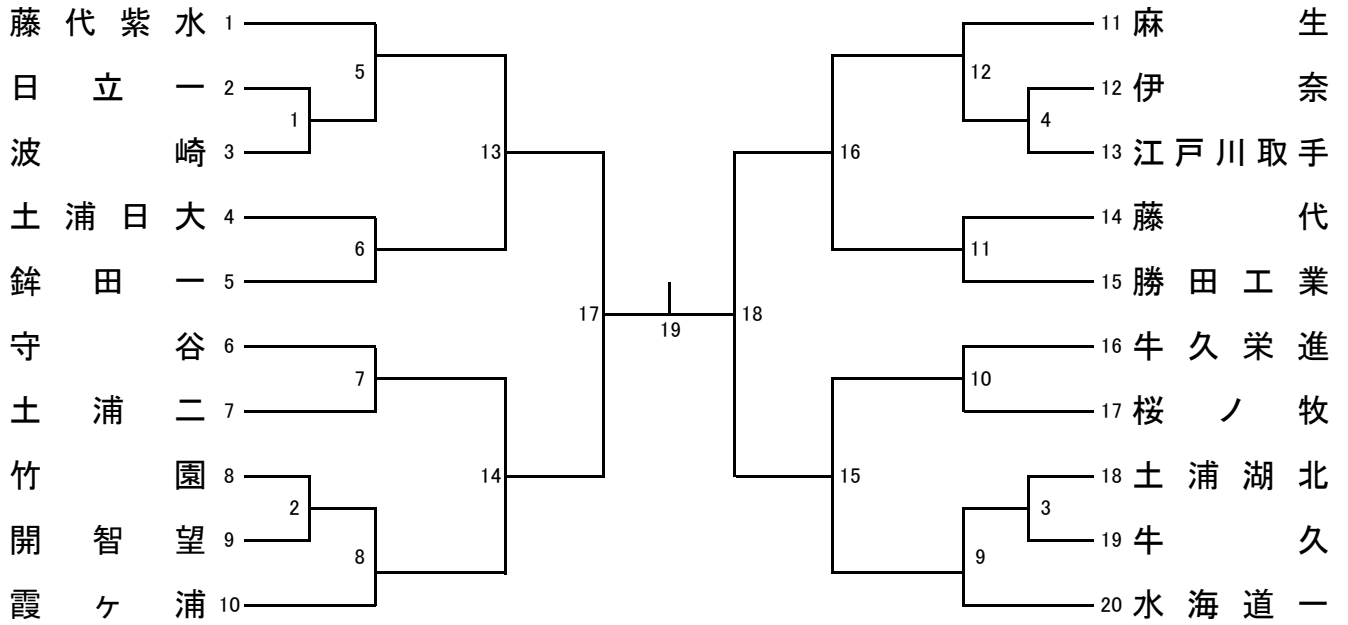 藤代紫水 1
日立一 2
波崎 3
土浦日大 4
鉾田一 5
守谷 6
土浦二 7
竹園 8
開智望 9
霞ヶ浦 10
5
1
13
6
17
7
14
2
8
19
11 麻生
12 伊奈
13 江戸川取手
14 藤代
15 勝田工業
16 牛久栄進
17 桜ノ牧
18 土浦湖北
19 牛久
20 水海道一
12
4
16
11
18
10
15
3
9